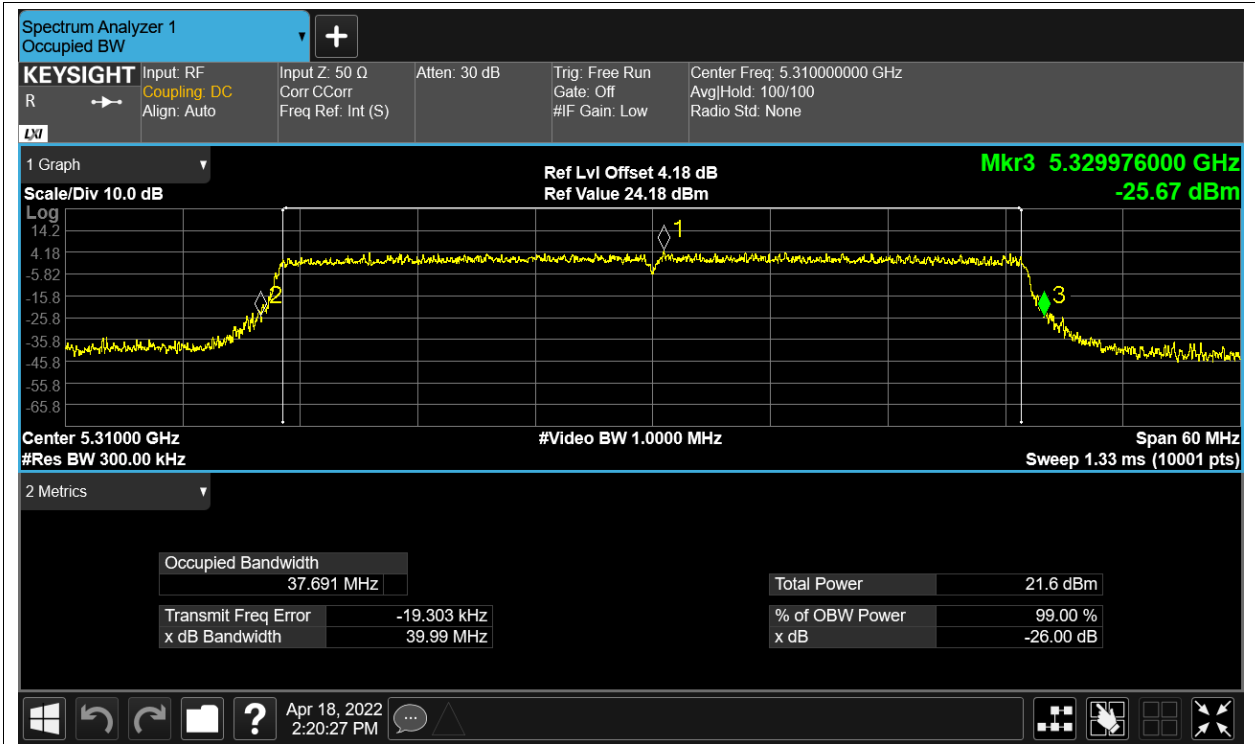 Spectrum Analyzer 1
Occupied BW
KEYSIGHT
R
LXI
Input: RF
Coupling: DC
Align: Auto
Input Z: 50 Ω
Corr CCorr
Freq Ref: Int (S)
Atten: 30 dB
Trig: Free Run
Gate: Off
#IF Gain: Low
Center Freq: 5.310000000 GHz
Avg|Hold: 100/100
Radio Std: None
1 Graph
Scale/Div 10.0 dB
Ref Lvl Offset 4.18 dB
Ref Value 24.18 dBm
Mkr3 5.329976000 GHz
-25.67 dBm
Log
14.2
4.18
-5.82
-15.8
-25.8
-35.8
-45.8
-55.8
-65.8
1
2
3
Center 5.31000 GHz
#Res BW 300.00 kHz
#Video BW 1.0000 MHz
Span 60 MHz
Sweep 1.33 ms (10001 pts)
2 Metrics
Occupied Bandwidth
37.691 MHz
Transmit Freq Error -19.303 kHz
x dB Bandwidth 39.99 MHz
Total Power 21.6 dBm
% of OBW Power 99.00 %
x dB -26.00 dB
?
Apr 18, 2022
2:20:27 PM